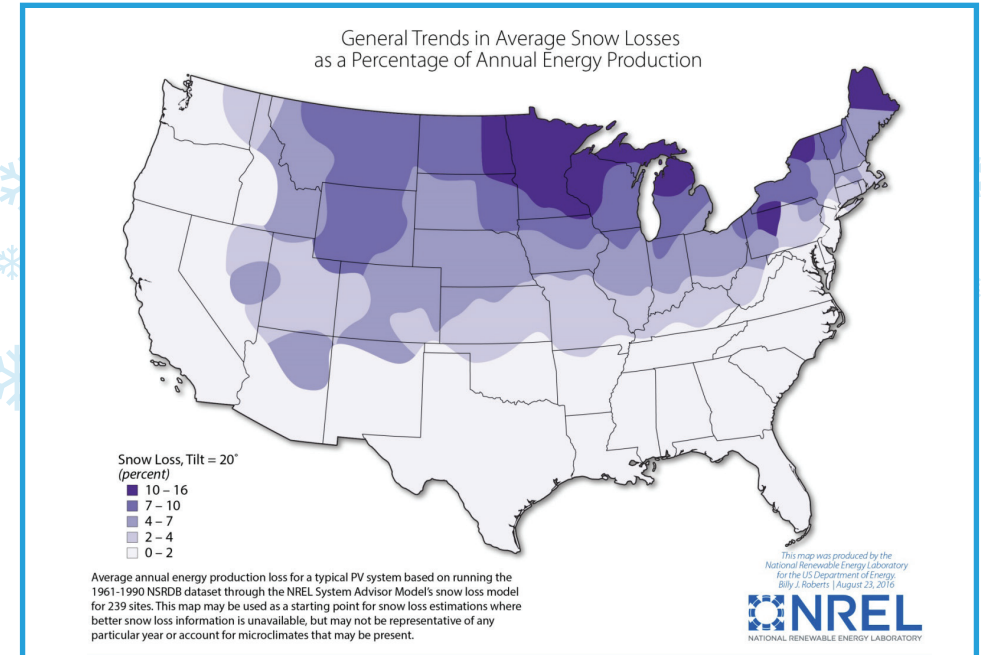 General Trends in Average Snow Losses
as a Percentage of Annual Energy Production
Snow Loss, Tilt = 20°
(percent)
10 – 16
7 – 10
4 – 7
2 – 4
0 – 2
Average annual energy production loss for a typical PV system based on running the
1961-1990 NSRDB dataset through the NREL System Advisor Model's snow loss model
for 239 sites. This map may be used as a starting point for snow loss estimations where
better snow loss information is unavailable, but may not be representative of any
particular year or account for microclimates that may be present.
This map was produced by the
National Renewable Energy Laboratory
for the US Department of Energy.
Billy J. Roberts | August 23, 2016
NREL
NATIONAL RENEWABLE ENERGY LABORATORY